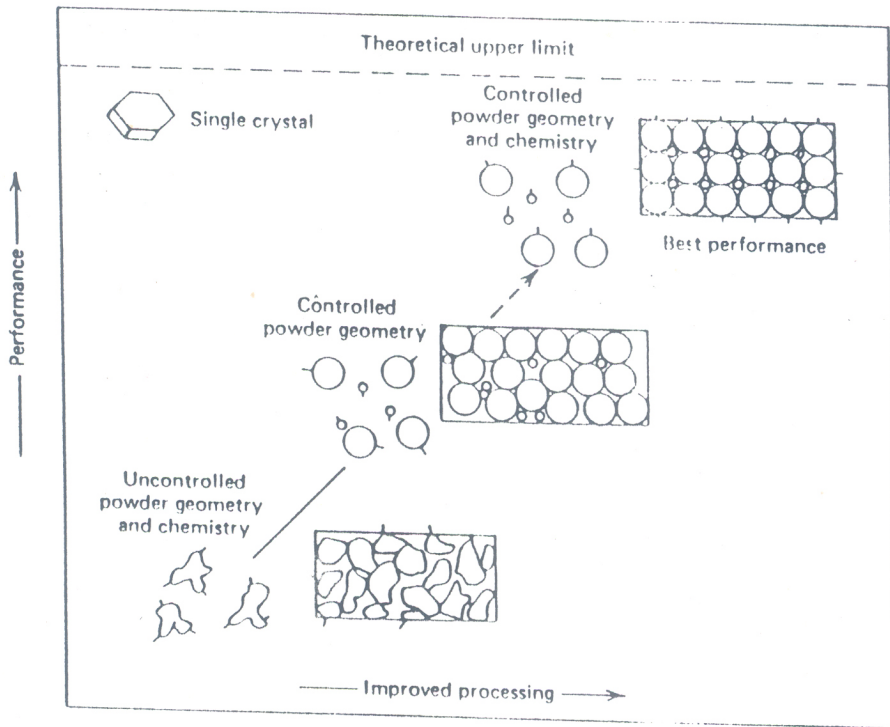 Theoretical upper limit
Single crystal
Controlled
powder geometry
and chemistry
Best performance
Performance
Controlled
powder geometry
Uncontrolled
powder geometry
and chemistry
Improved processing